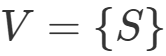 V = {S}